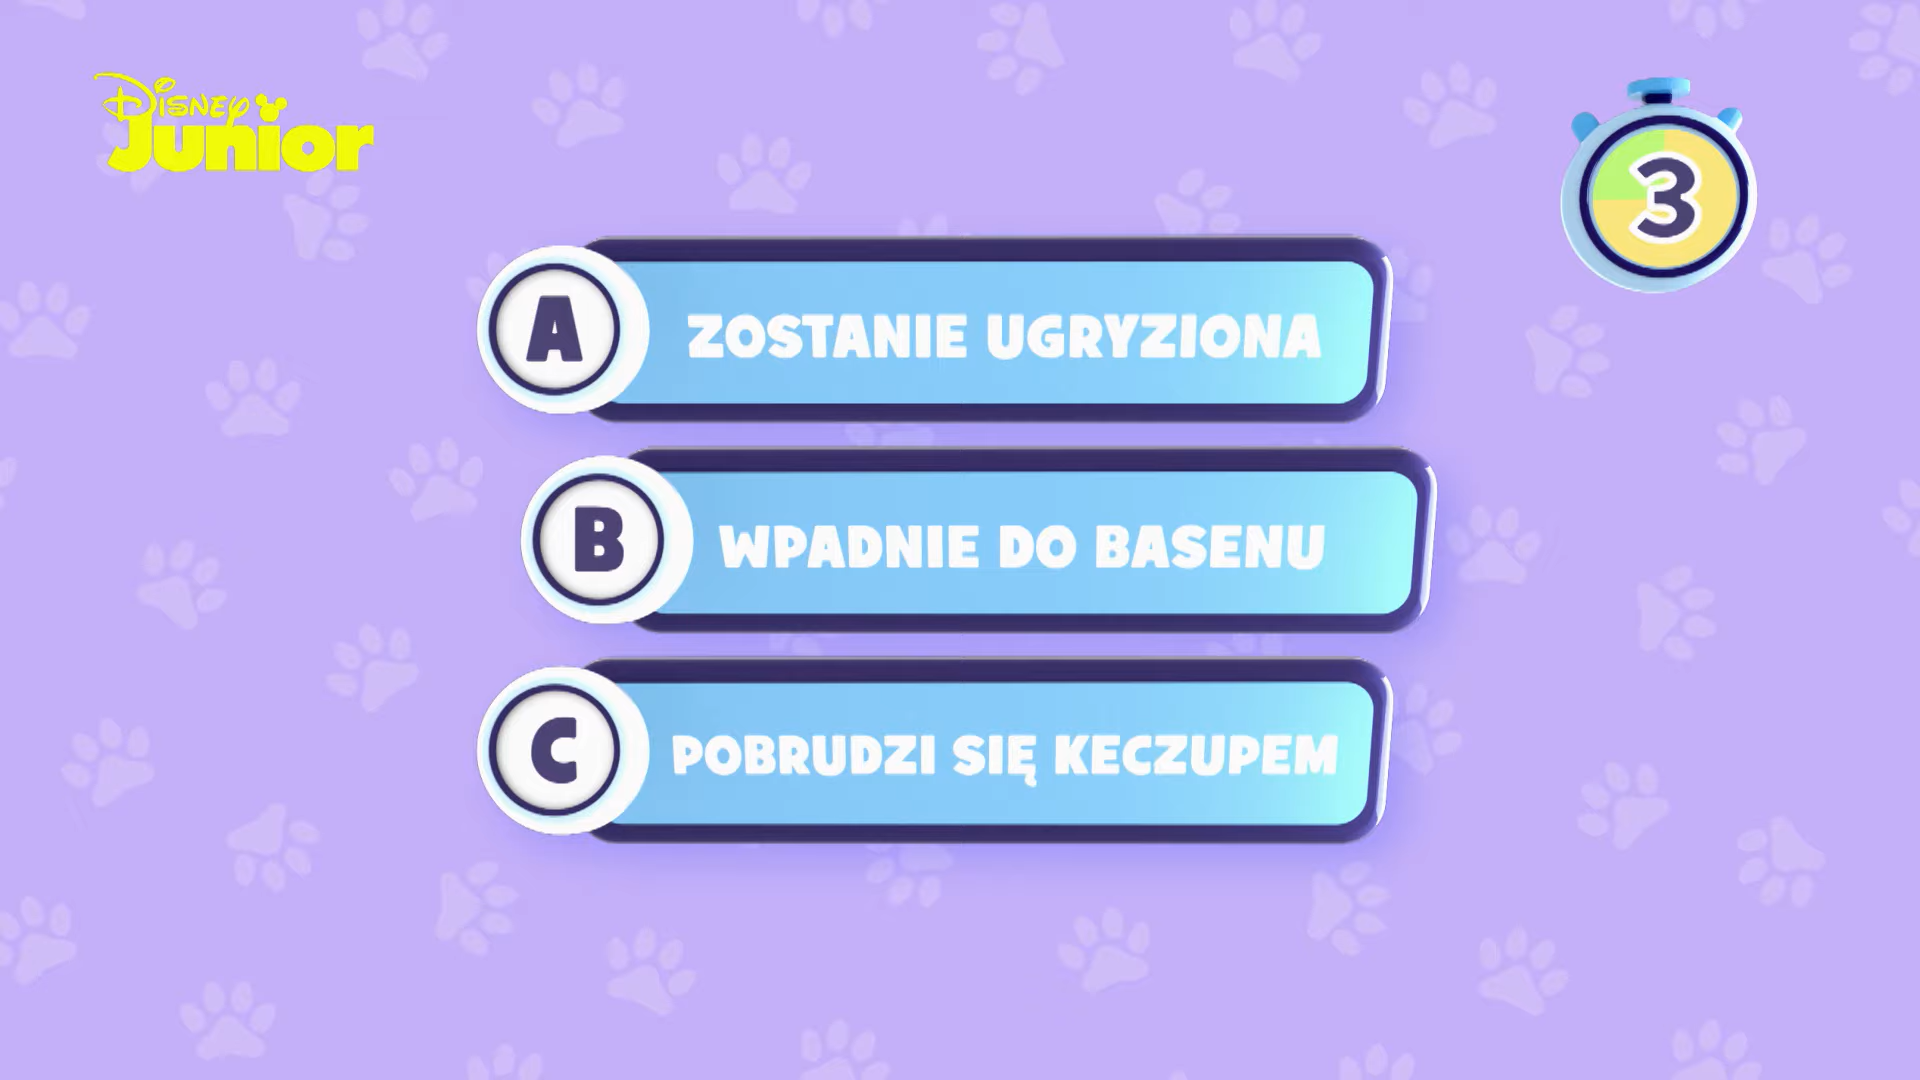 Disney
Junior
3
A
ZOSTANIE UGRYZIONA
B
WPADNIE DO BASENU
C
POBRUDZI SIĘ KECZUPEM